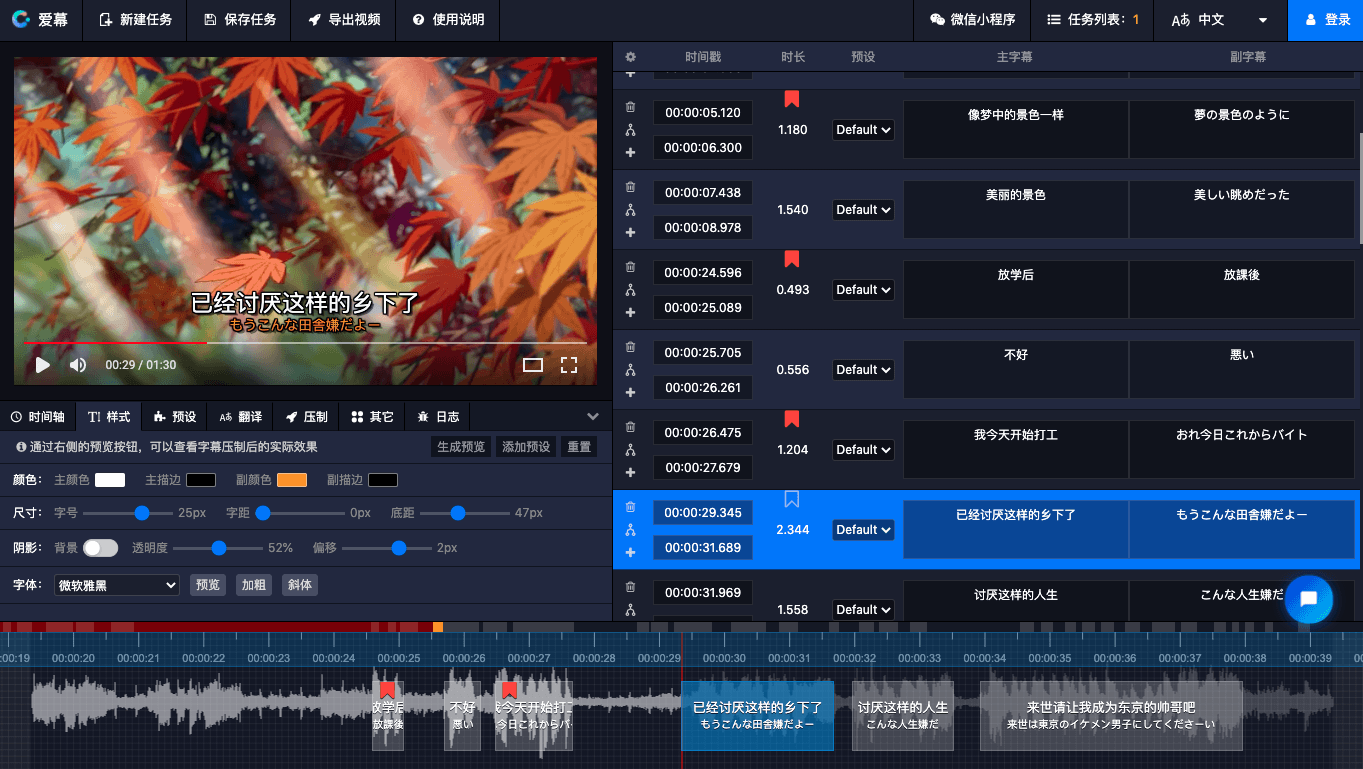 爱幕
新建任务
保存任务
导出视频
使用说明
微信小程序
任务列表: 1
中文
登录
已经讨厌这样的乡下了
もうこんな田舎嫌だよー
00:29 / 01:30
时间轴
样式
预设
翻译
压制
其它
日志
通过右侧的预览按钮，可以查看字幕压制后的实际效果
生成预览
添加预设
重置
颜色:
主颜色
主描边
副颜色
副描边
尺寸:
字号
25px
字距
0px
底距
47px
阴影:
背景
透明度
52%
偏移
2px
字体:
微软雅黑
预览
加粗
斜体
时间戳
时长
预设
主字幕
副字幕
00:00:05.120
00:00:06.300
1.180
Default
像梦中的景色一样
夢の景色のように
00:00:07.438
00:00:08.978
1.540
Default
美丽的景色
美しい眺めだった
00:00:24.596
00:00:25.089
0.493
Default
放学后
放課後
00:00:25.705
00:00:26.261
0.556
Default
不好
悪い
00:00:26.475
00:00:27.679
1.204
Default
我今天开始打工
おれ今日これからバイト
00:00:29.345
00:00:31.689
2.344
Default
已经讨厌这样的乡下了
もうこんな田舎嫌だよー
00:00:31.969
1.558
Default
讨厌这样的人生
こんな人生嫌だ
:00:19
00:00:20
00:00:21
00:00:22
00:00:23
00:00:24
00:00:25
00:00:26
00:00:27
00:00:28
00:00:29
00:00:30
00:00:31
00:00:32
00:00:33
00:00:34
00:00:35
00:00:36
00:00:37
00:00:38
00:00:39
放学后
放課後
不好
悪い
我今天开始打工
今日これからバイ
已经讨厌这样的乡下了
もうこんな田舎嫌だよー
讨厌这样的人生
こんな人生嫌だ
来世请让我成为东京的帅哥吧
来世は東京のイケメン男子にしてくださーい